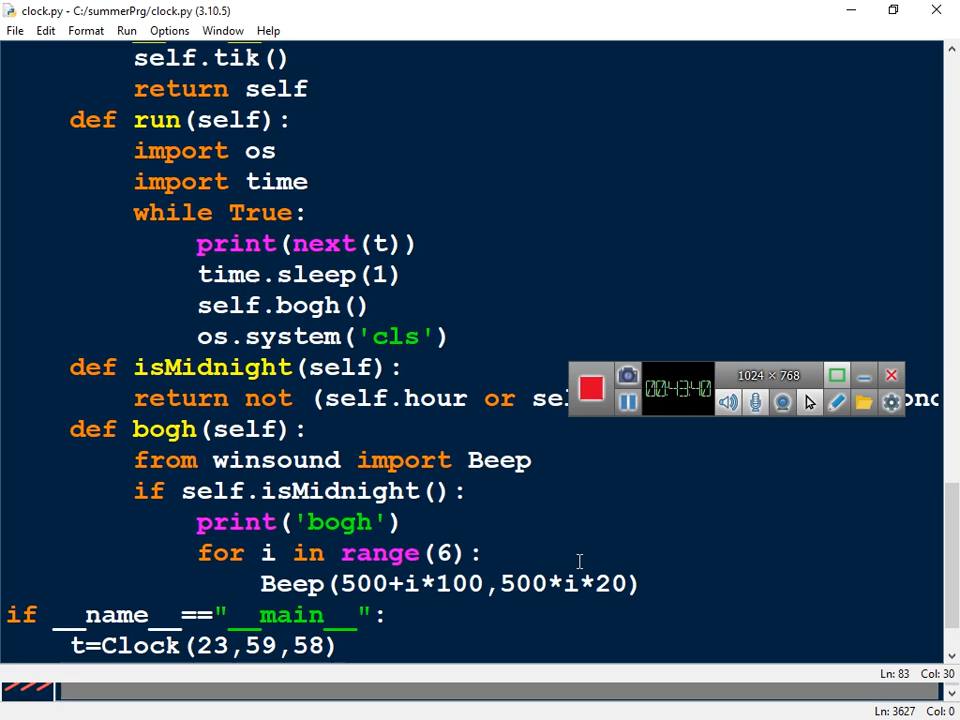 clock.py - C:/summerPrg/clock.py (3.10.5)
File Edit Format Run Options Window Help
self.tik()
return self
def run(self):
import os
import time
while True:
print(next(t))
time.sleep(1)
self.bogh()
os.system('cls')
def isMidnight(self):
return not (self.hour or
def bogh(self):
from winsound import Beep
if self.isMidnight():
print('bogh')
for i in range(6):
Beep(500+i*100,500*i*20)
if __name__=="__main__":
t=Clock(23,59,58)
00:43:40
1024 × 768
Ln: 83 Col: 30
Ln: 3627 Col: 0